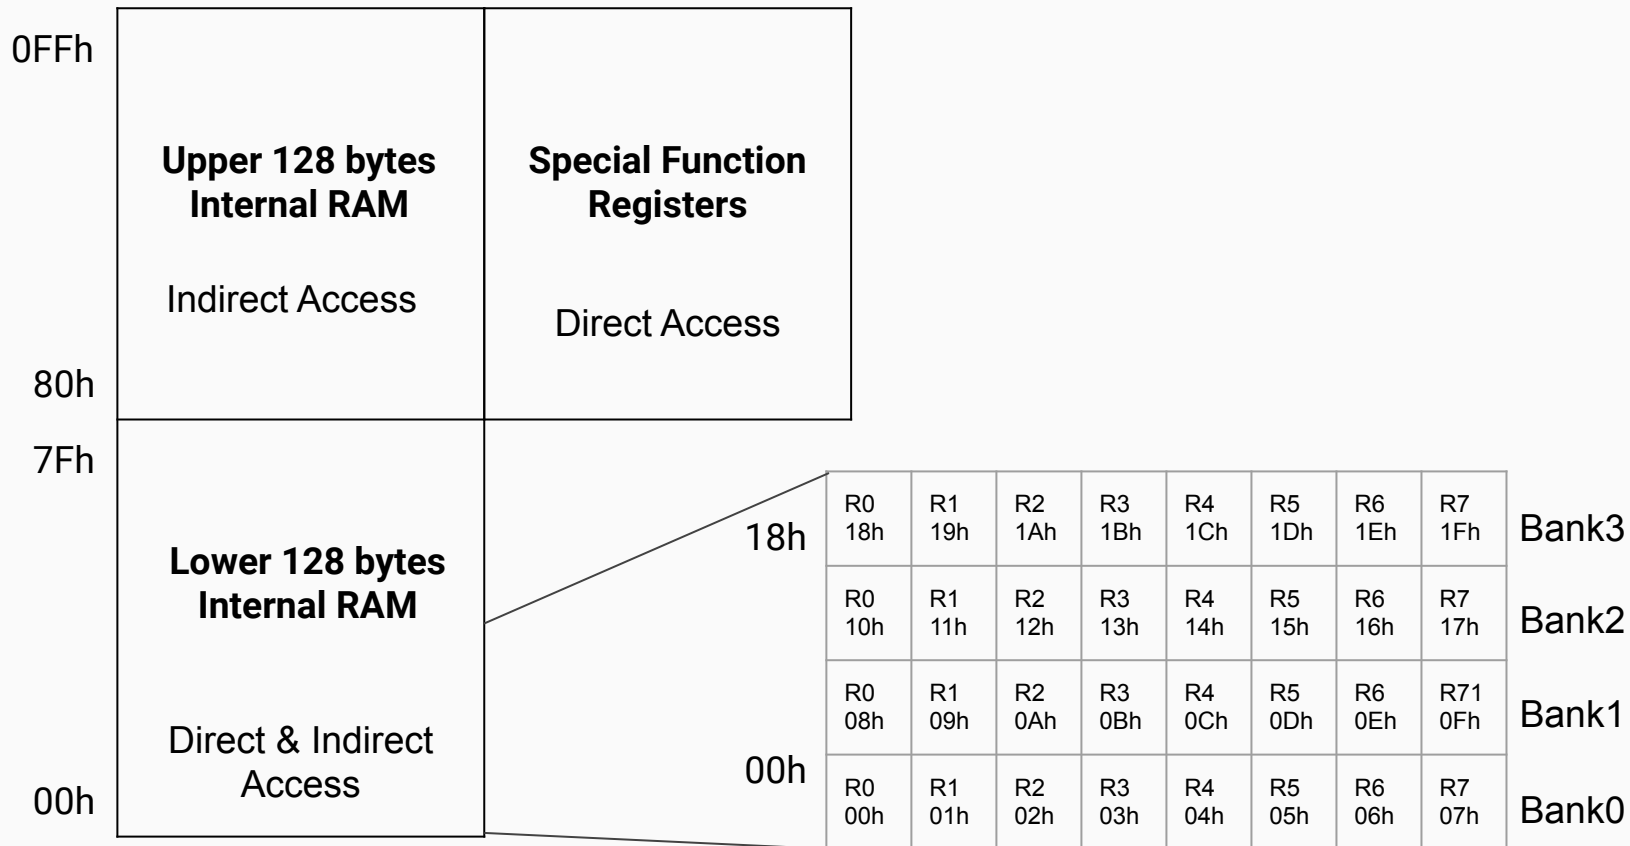 0FFh
Upper 128 bytes
Internal RAM
Indirect Access
Special Function
Registers
Direct Access
80h
7Fh
Lower 128 bytes
Internal RAM
Direct & Indirect
Access
00h
18h
R0 R1 R2 R3 R4 R5 R6 R7
18h 19h 1Ah 1Bh 1Ch 1Dh 1Eh 1Fh
Bank3
R0 R1 R2 R3 R4 R5 R6 R7
10h 11h 12h 13h 14h 15h 16h 17h
Bank2
R0 R1 R2 R3 R4 R5 R6 R71
08h 09h 0Ah 0Bh 0Ch 0Dh 0Eh 0Fh
Bank1
00h
R0 R1 R2 R3 R4 R5 R6 R7
00h 01h 02h 03h 04h 05h 06h 07h
Bank0